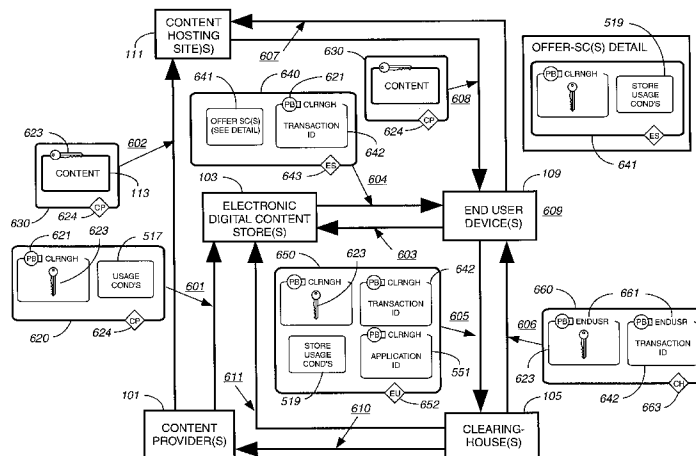 CONTENT
HOSTING
SITE(S)
111
607
630
CONTENT
608
624
CP
519
OFFER-SC(S) DETAIL
PB CLRNGH
STORE
USAGE
COND'S
ES
641
641
640
621
OFFER SC(S)
(SEE DETAIL)
PB CLRNGH
TRANSACTION
ID
642
643
ES
604
623
602
CONTENT
113
630
624
CP
103
ELECTRONIC
DIGITAL CONTENT
STORE(S)
603
109
END USER
DEVICE(S)
609
621
623
517
PB CLRNGH
USAGE
COND'S
601
620
624
CP
650
623
642
PB CLRNGH
PB CLRNGH
TRANSACTION
ID
605
STORE
USAGE
COND'S
PB CLRNGH
APPLICATION
ID
519
551
EU
652
606
660
661
PB ENDUSR
PB ENDUSR
TRANSACTION
ID
623
642
CH
663
611
101
CONTENT
PROVIDER(S)
610
105
CLEARING-
HOUSE(S)